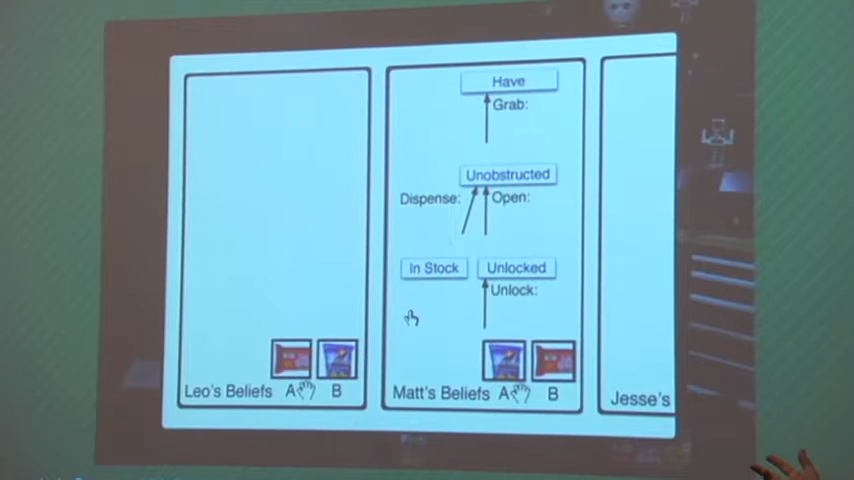 Have
Grab:
Unobstructed
Dispense:
Open:
In Stock
Unlocked
Unlock:
Leo's Beliefs A B
Matt's Beliefs A B
Jesse's